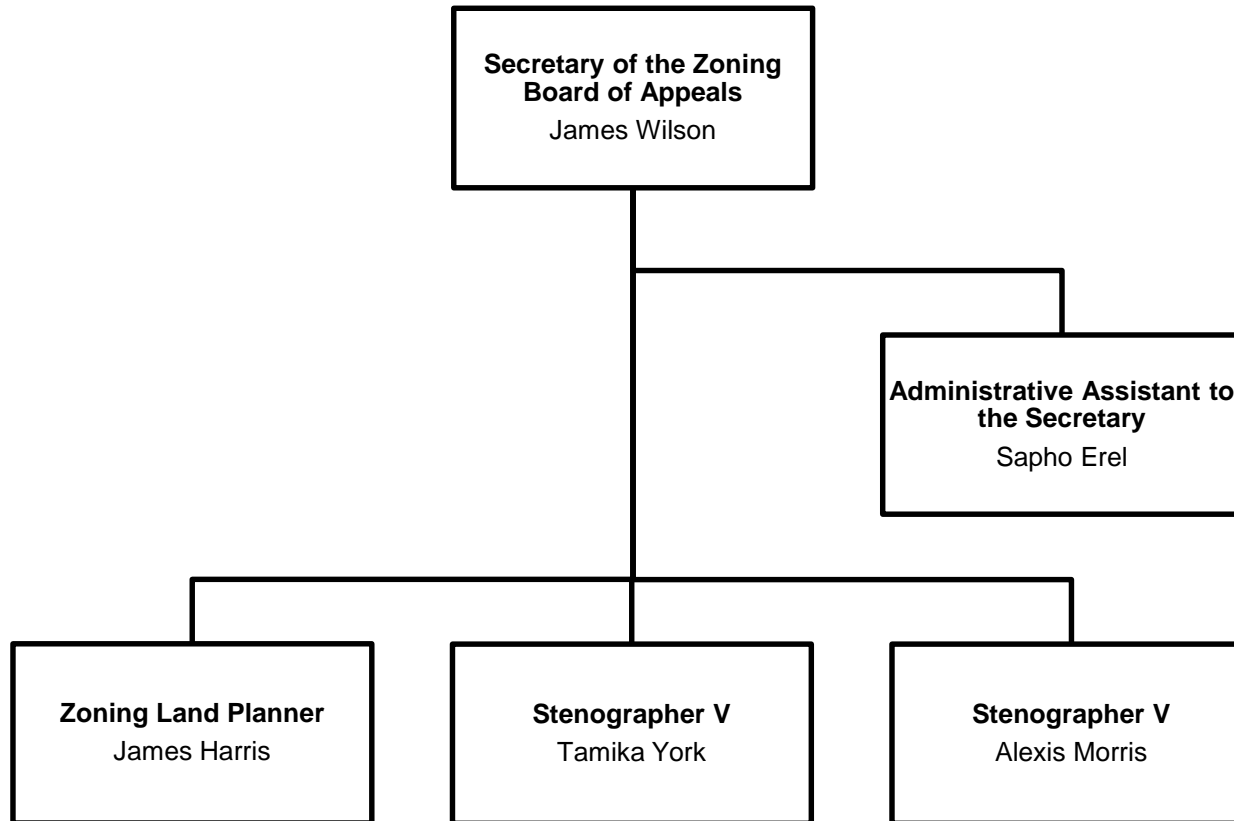 Secretary of the Zoning
Board of Appeals
James Wilson
Administrative Assistant to
the Secretary
Sapho Erel
Zoning Land Planner
James Harris
Stenographer V
Tamika York
Stenographer V
Alexis Morris